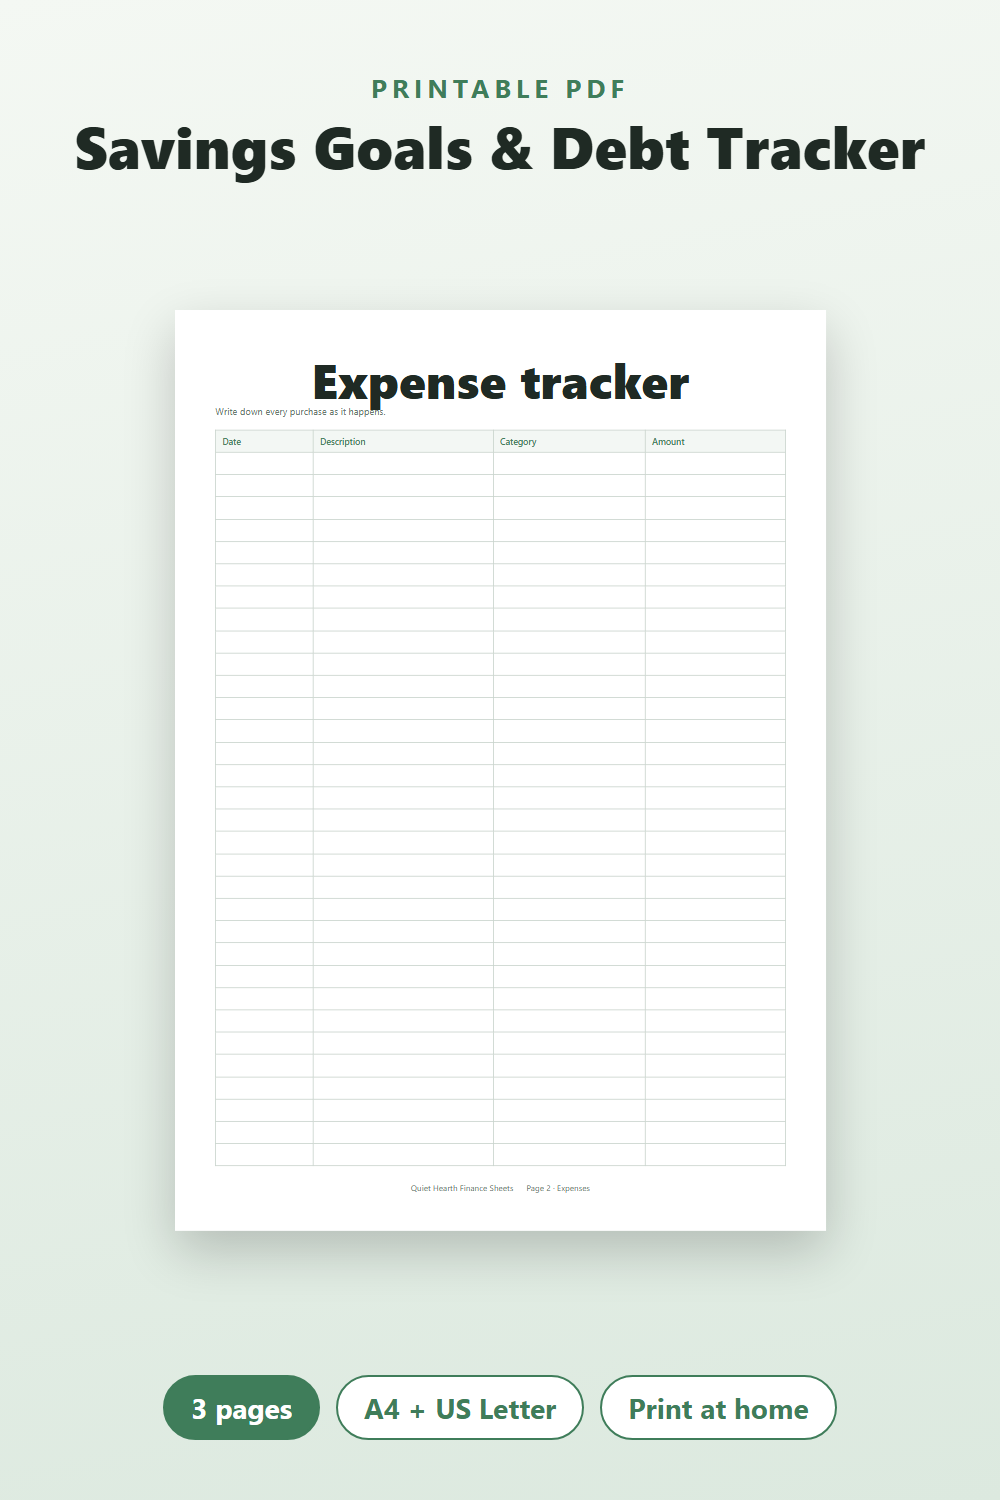 PRINTABLE PDF
Savings Goals & Debt Tracker
Expense tracker
Write down every purchase as it happens.
Date Description Category Amount
Quiet Hearth Finance Sheets Page 2 - Expenses
3 pages A4 + US Letter Print at home